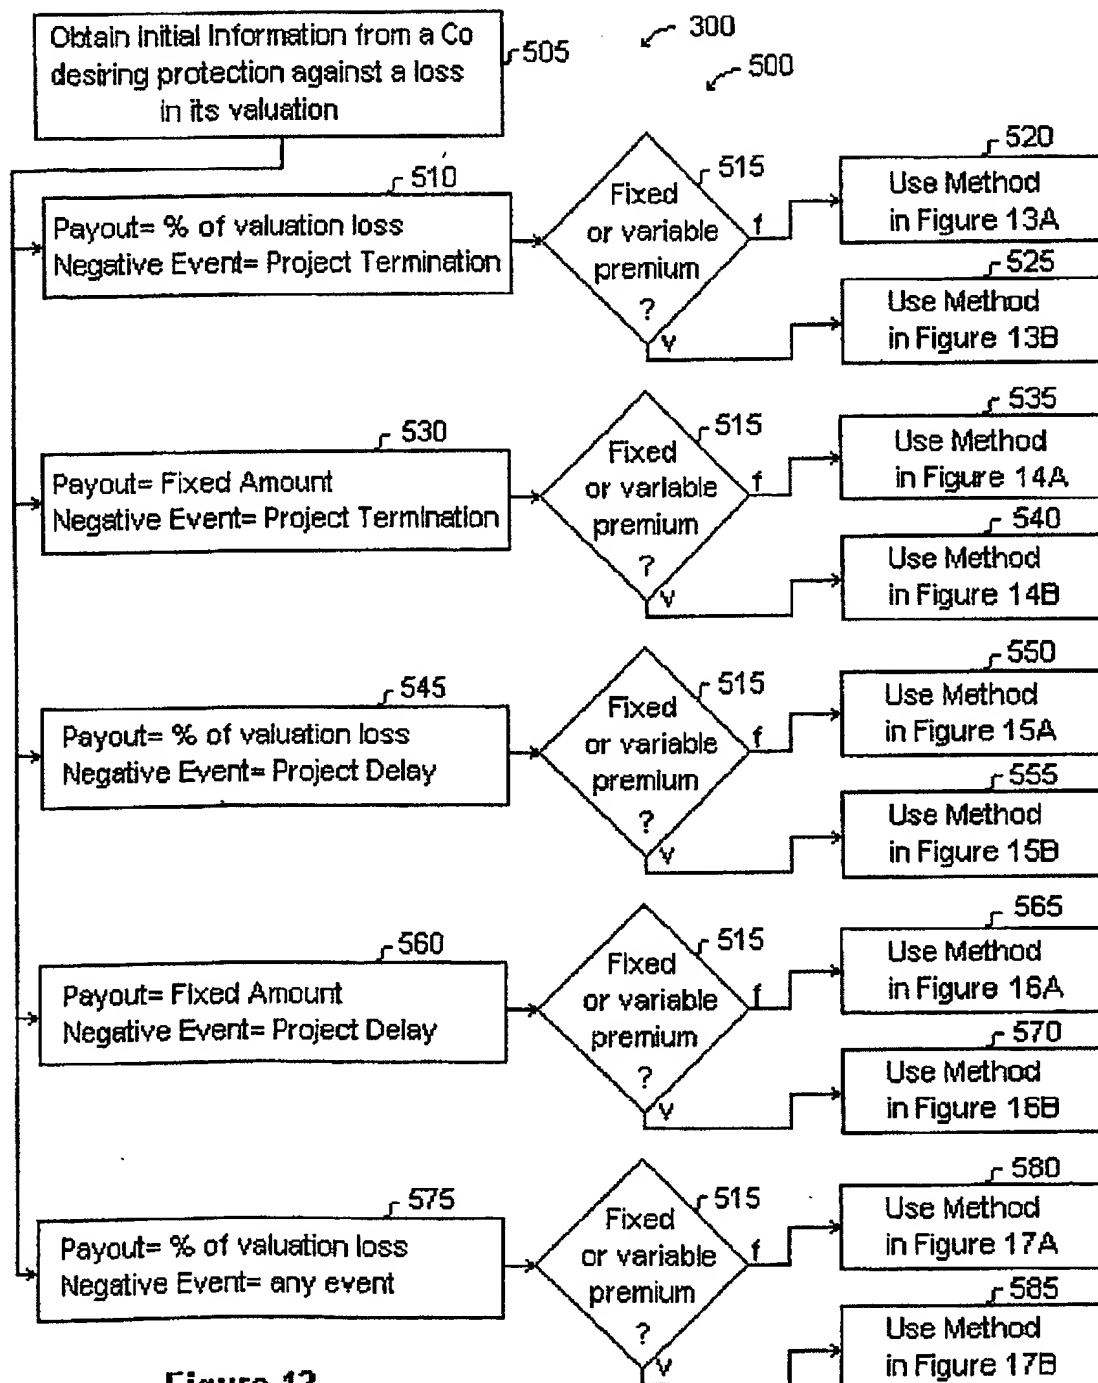 Obtain Initial Information from a Co
desiring protection against a loss
in its valuation
505
300
500
510
Payout= % of valuation loss
Negative Event= Project Termination
515
Fixed
or variable
premium
?
f
v
520
Use Method
in Figure 13A
525
Use Method
in Figure 13B
530
Payout= Fixed Amount
Negative Event= Project Termination
515
Fixed
or variable
premium
?
f
v
535
Use Method
in Figure 14A
540
Use Method
in Figure 14B
545
Payout= % of valuation loss
Negative Event= Project Delay
515
Fixed
or variable
premium
?
f
v
550
Use Method
in Figure 15A
555
Use Method
in Figure 15B
560
Payout= Fixed Amount
Negative Event= Project Delay
515
Fixed
or variable
premium
?
f
v
565
Use Method
in Figure 16A
570
Use Method
in Figure 16B
575
Payout= % of valuation loss
Negative Event= any event
515
Fixed
or variable
premium
?
f
v
580
Use Method
in Figure 17A
585
Use Method
in Figure 17B
Figure 12